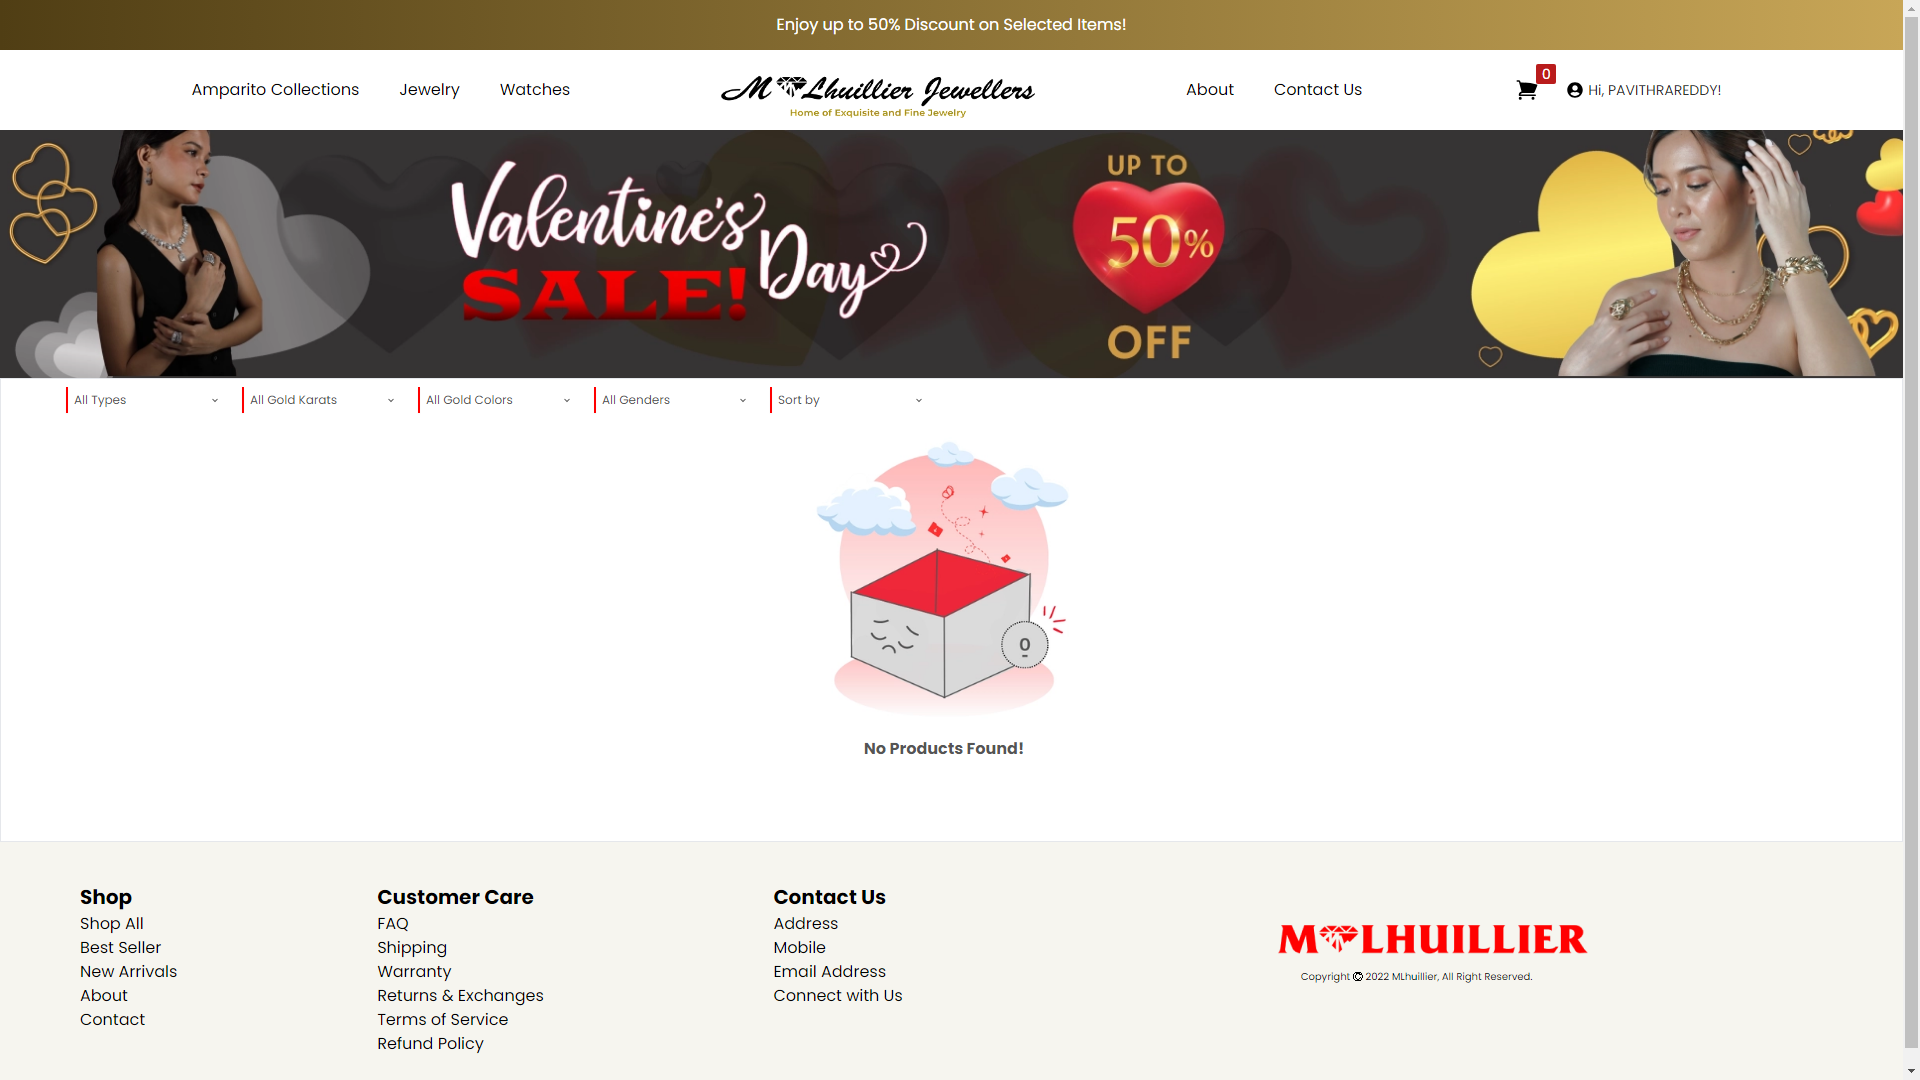 Enjoy up to 50% Discount on Selected Items!
Amparito Collections Jewelry Watches M Lhuillier Jewellers About Contact Us 0 Hi, PAVITHRAREDDY!
Home of Exquisite and Fine Jewelry
Valentine's Day
SALE!
UP TO
50%
OFF
All Types All Gold Karats All Gold Colors All Genders Sort by
0
No Products Found!
Shop
Shop All
Best Seller
New Arrivals
About
Contact
Customer Care
FAQ
Shipping
Warranty
Returns & Exchanges
Terms of Service
Refund Policy
Contact Us
Address
Mobile
Email Address
Connect with Us
M LHUILLIER
Copyright © 2022 MLhuillier, All Right Reserved.